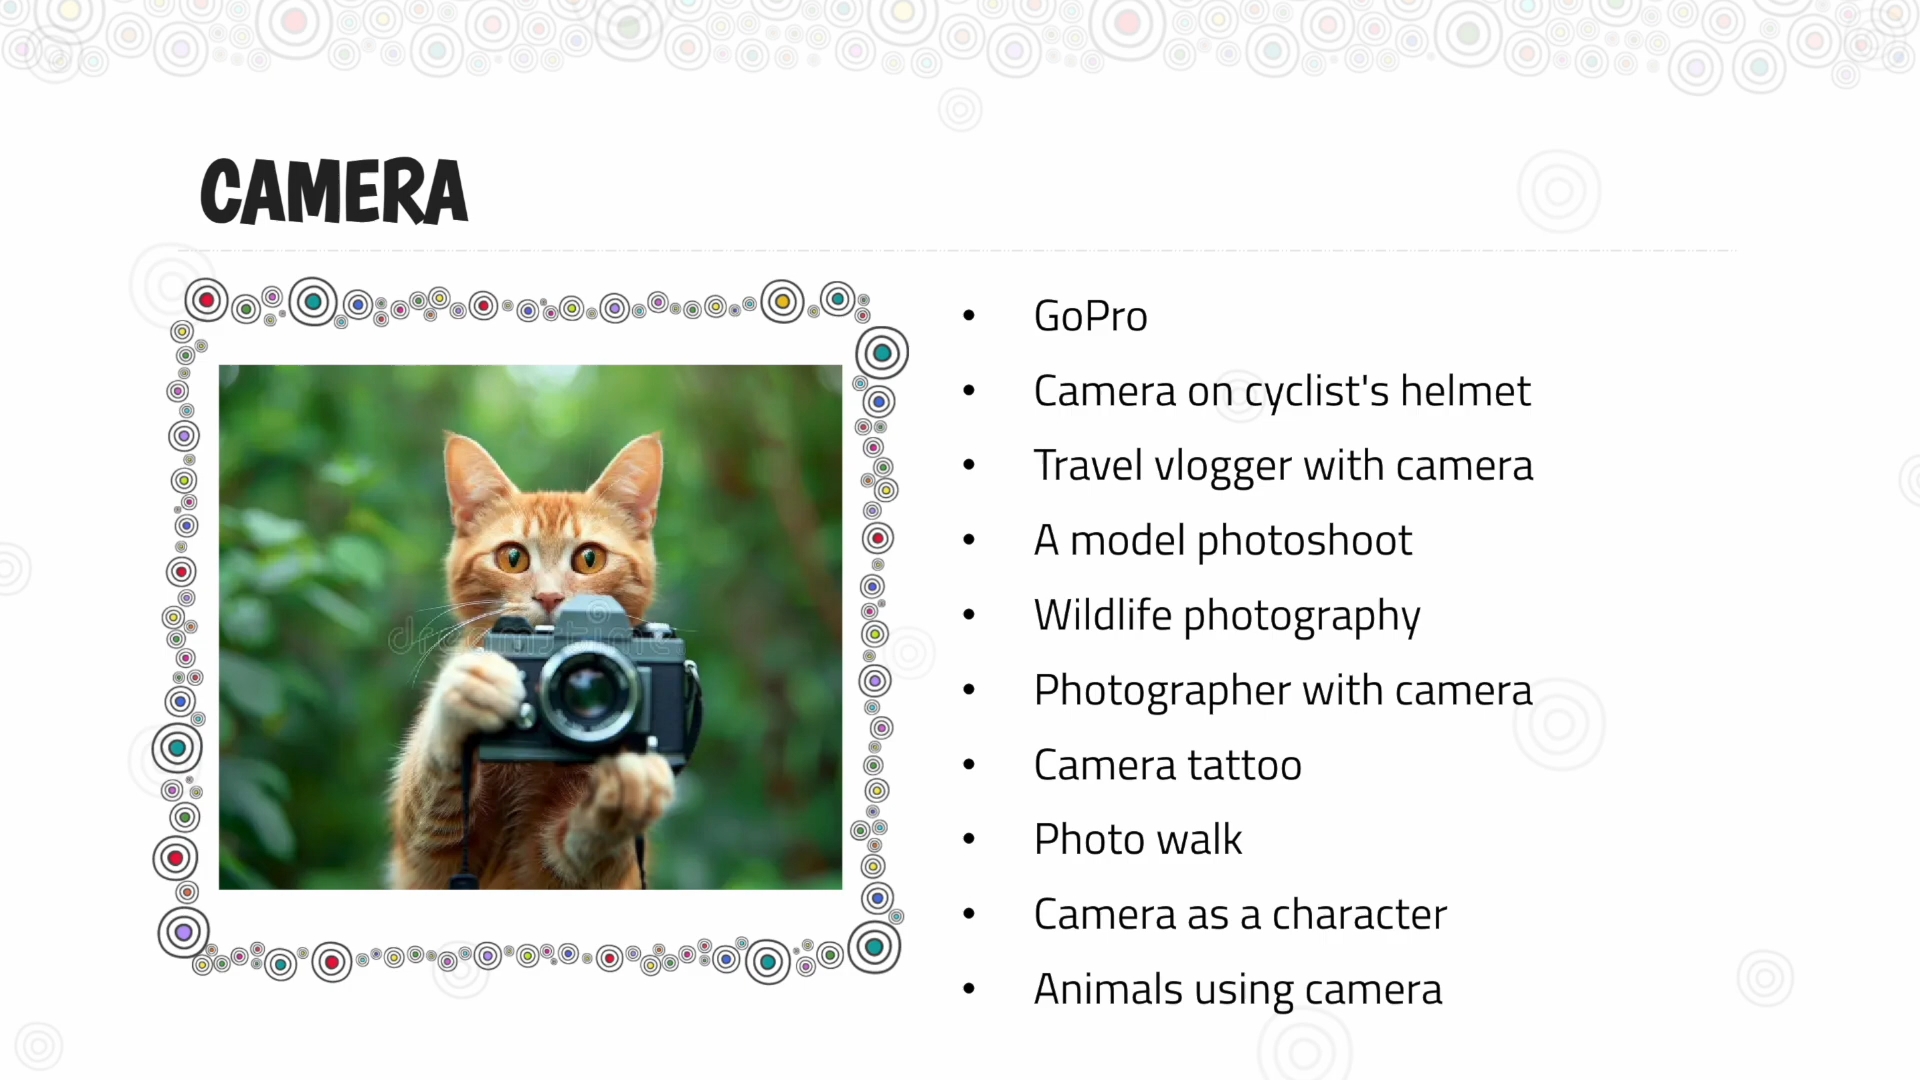 CAMERA
GoPro
Camera on cyclist's helmet
Travel vlogger with camera
A model photoshoot
Wildlife photography
Photographer with camera
Camera tattoo
Photo walk
Camera as a character
Animals using camera